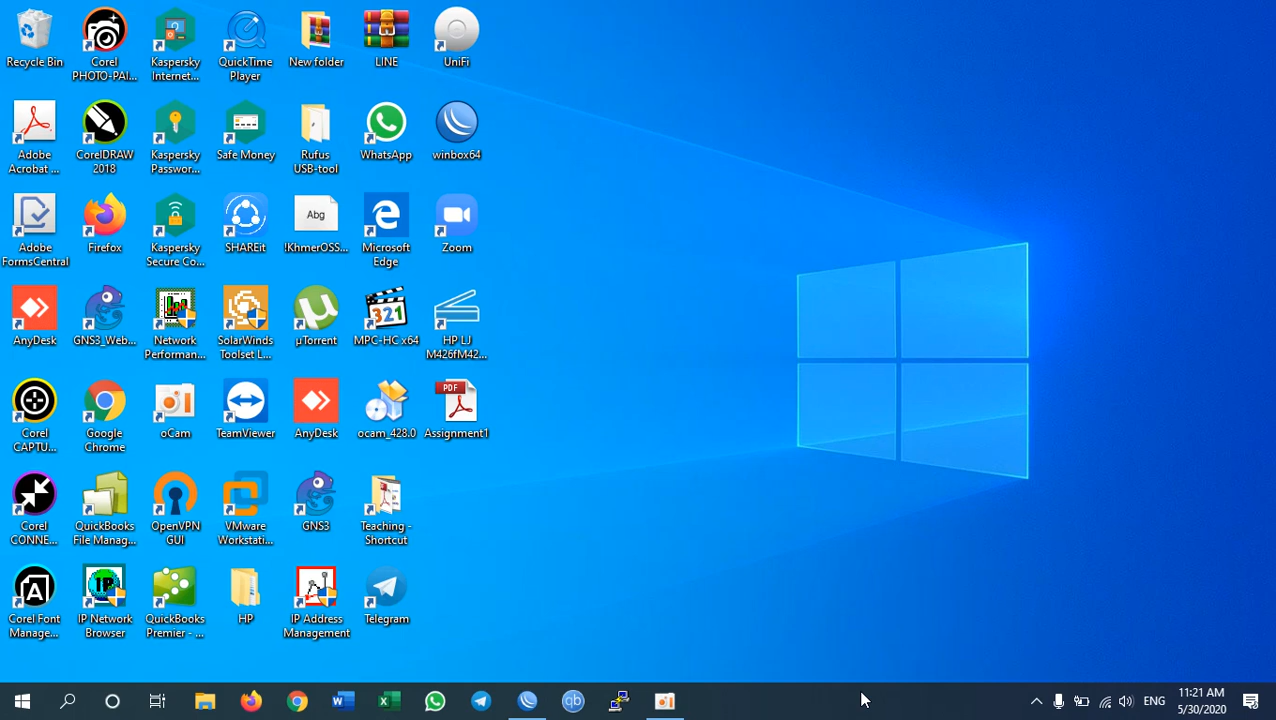 Recycle Bin
Corel
PHOTO-PAI...
Kaspersky
Internet...
QuickTime
Player
New folder
LINE
UniFi
Adobe
Acrobat ...
CorelDRAW
2018
Kaspersky
Passwor...
Safe Money
Rufus
USB-tool
WhatsApp
winbox64
Adobe
FormsCentral
Firefox
Kaspersky
Secure Co...
SHAREit
Abg
!KhmerOSS...
Microsoft
Edge
Zoom
AnyDesk
GNS3_Web...
Network
Performan...
SolarWinds
Toolset L...
µTorrent
321
MPC-HC x64
HP LJ
M426fM42...
Corel
CAPTU...
Google
Chrome
oCam
TeamViewer
AnyDesk
ocam_428.0
PDF
Assignment1
Corel
CONNE...
QuickBooks
File Manag...
OpenVPN
GUI
VMware
Workstati...
GNS3
Teaching -
Shortcut
Corel Font
Manage...
IP
IP Network
Browser
QuickBooks
Premier - ...
HP
IP Address
Management
Telegram
qb
ENG
11:21 AM
5/30/2020